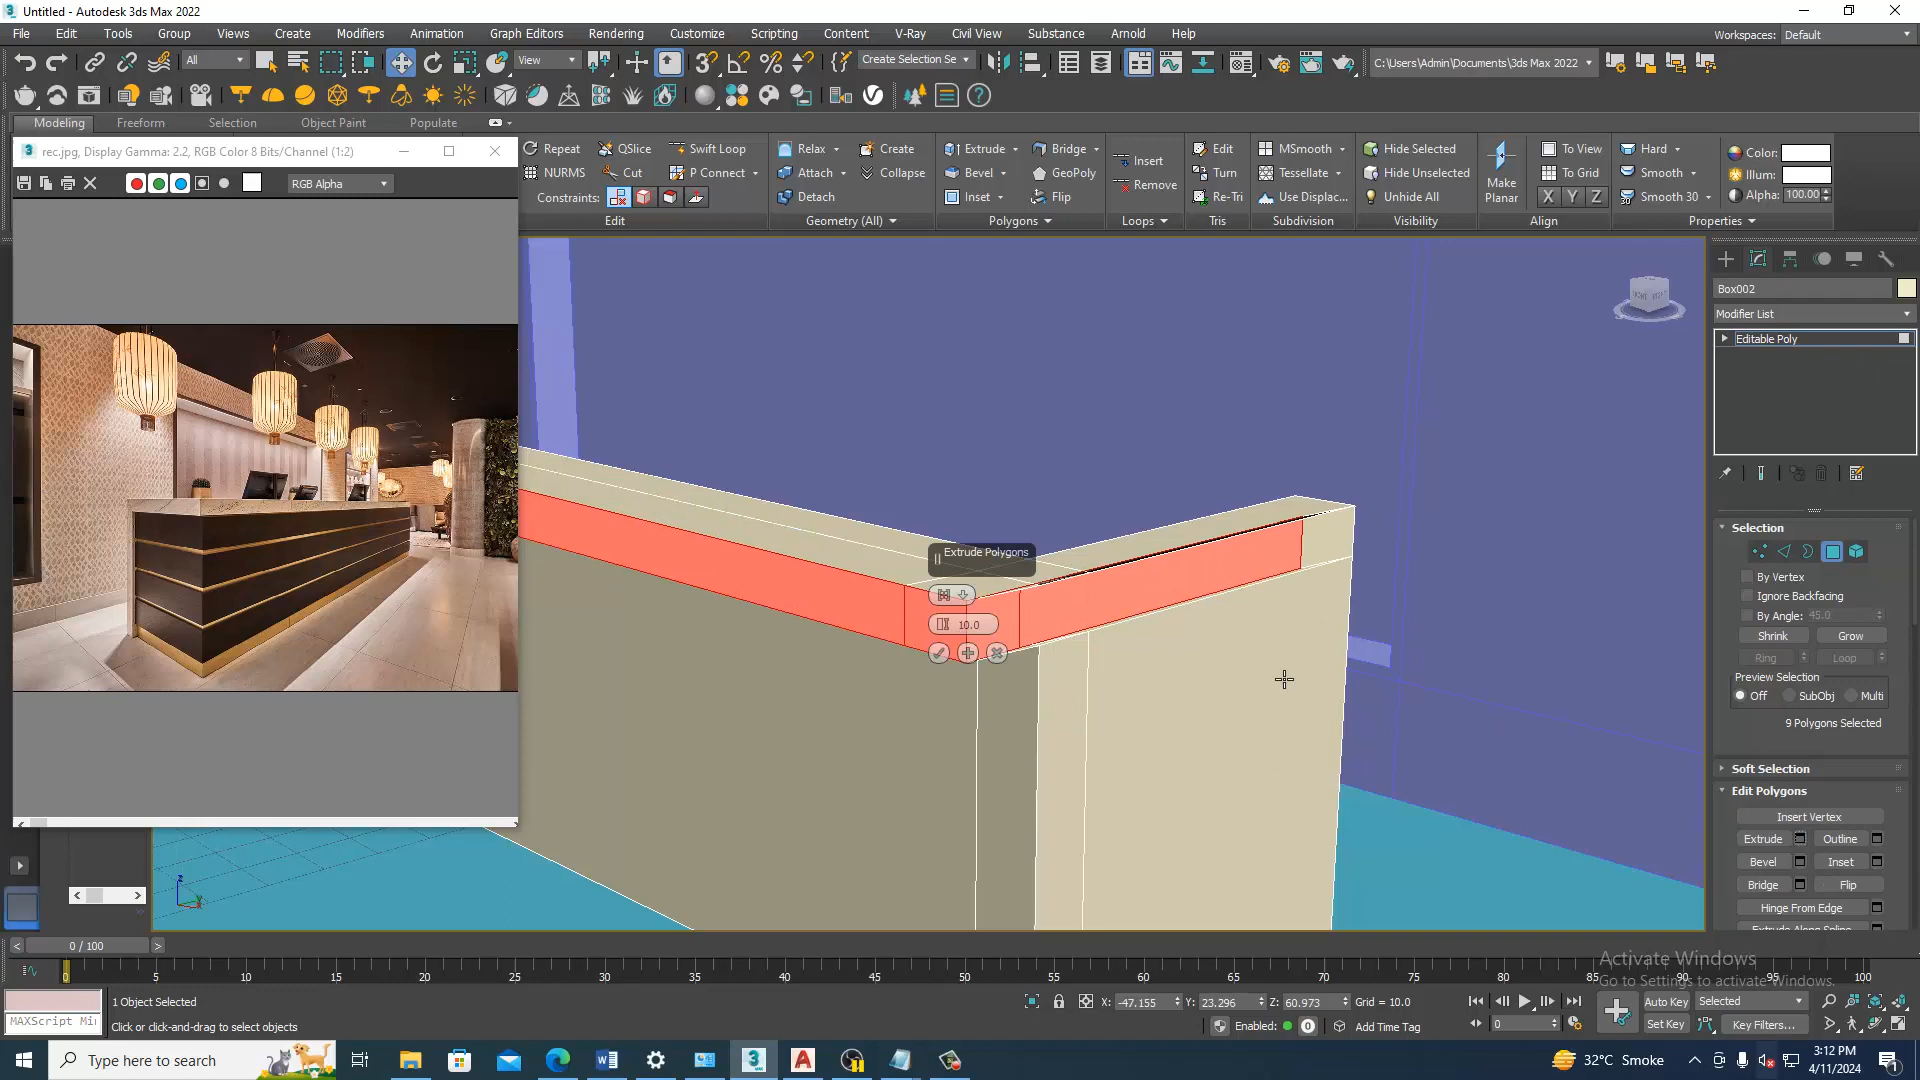 Untitled - Autodesk 3ds Max 2022
File Edit Tools Group Views Create Modifiers Animation Graph Editors Rendering Customize Scripting Content V-Ray Civil View Substance Arnold Help
Workspaces: Default
All View Create Selection Se C:\Users\Admin\Documents\3ds Max 2022
Modeling Freeform Selection Object Paint Populate
rec.jpg, Display Gamma: 2.2, RGB Color 8 Bits/Channel (1:2)
RGB Alpha
Repeat QSlice Swift Loop
NURMS Cut P Connect
Constraints:
Edit
Relax Create
Attach Collapse
Detach
Geometry (All)
Extrude Bridge
Bevel GeoPoly
Inset Flip
Polygons
Insert
Remove
Loops
Edit
Turn
Re-Tri
Tris
MSmooth
Tessellate
Use Displac...
Subdivision
Hide Selected
Hide Unselected
Unhide All
Visibility
Make Planar
To View
To Grid
X Y Z
Align
Hard
Smooth
Smooth 30
Color:
Illum:
Alpha: 100.00
Properties
Extrude Polygons
10.0
Box002
Modifier List
Editable Poly
Selection
By Vertex
Ignore Backfacing
By Angle: 45.0
Shrink Grow
Ring Loop
Preview Selection
Off SubObj Multi
9 Polygons Selected
Soft Selection
Edit Polygons
Insert Vertex
Extrude Outline
Bevel Inset
Bridge Flip
Hinge From Edge
Extrude Along Spline
0 / 100
0 5 10 15 20 25 30 35 40 45 50 55 60 65 70 75 80 85 90 95 100
Activate Windows
Go to Settings to activate Windows.
1 Object Selected
X: -47.155 Y: 23.296 Z: 60.973 Grid = 10.0
Auto Key Selected
MAXScript Mi
Click or click-and-drag to select objects
Enabled: 0 Add Time Tag
0
Set Key Key Filters...
Type here to search
32°C Smoke
3:12 PM
4/11/2024
1